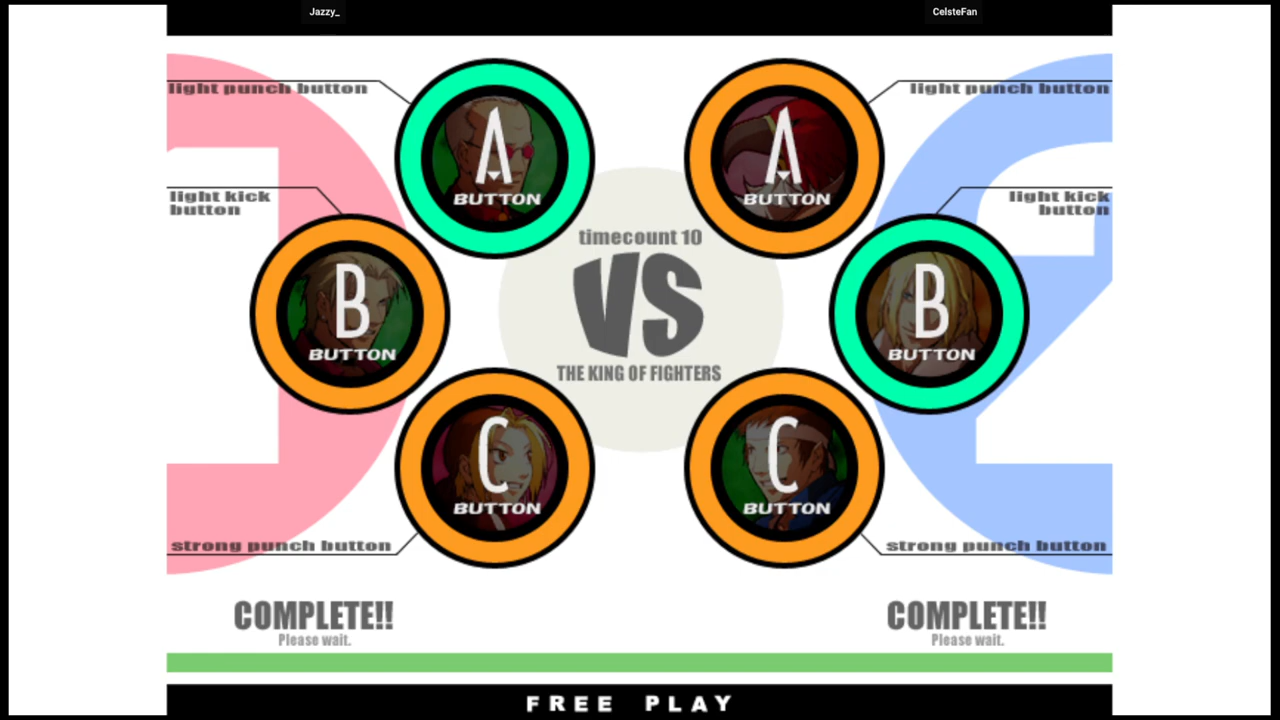 Jazzy_
CelsteFan
light punch button
light punch button
A
BUTTON
A
BUTTON
light kick
button
light kick
button
B
BUTTON
timecount 10
VS
THE KING OF FIGHTERS
B
BUTTON
C
BUTTON
C
BUTTON
strong punch button
strong punch button
COMPLETE!!
Please wait.
COMPLETE!!
Please wait.
FREE PLAY